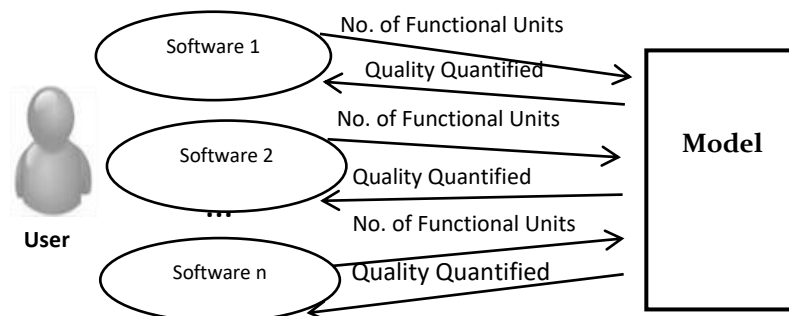 No. of Functional Units
Software 1
Quality Quantified
No. of Functional Units
Software 2
Model
Quality Quantified
...
No. of Functional Units
User
Software n
Quality Quantified